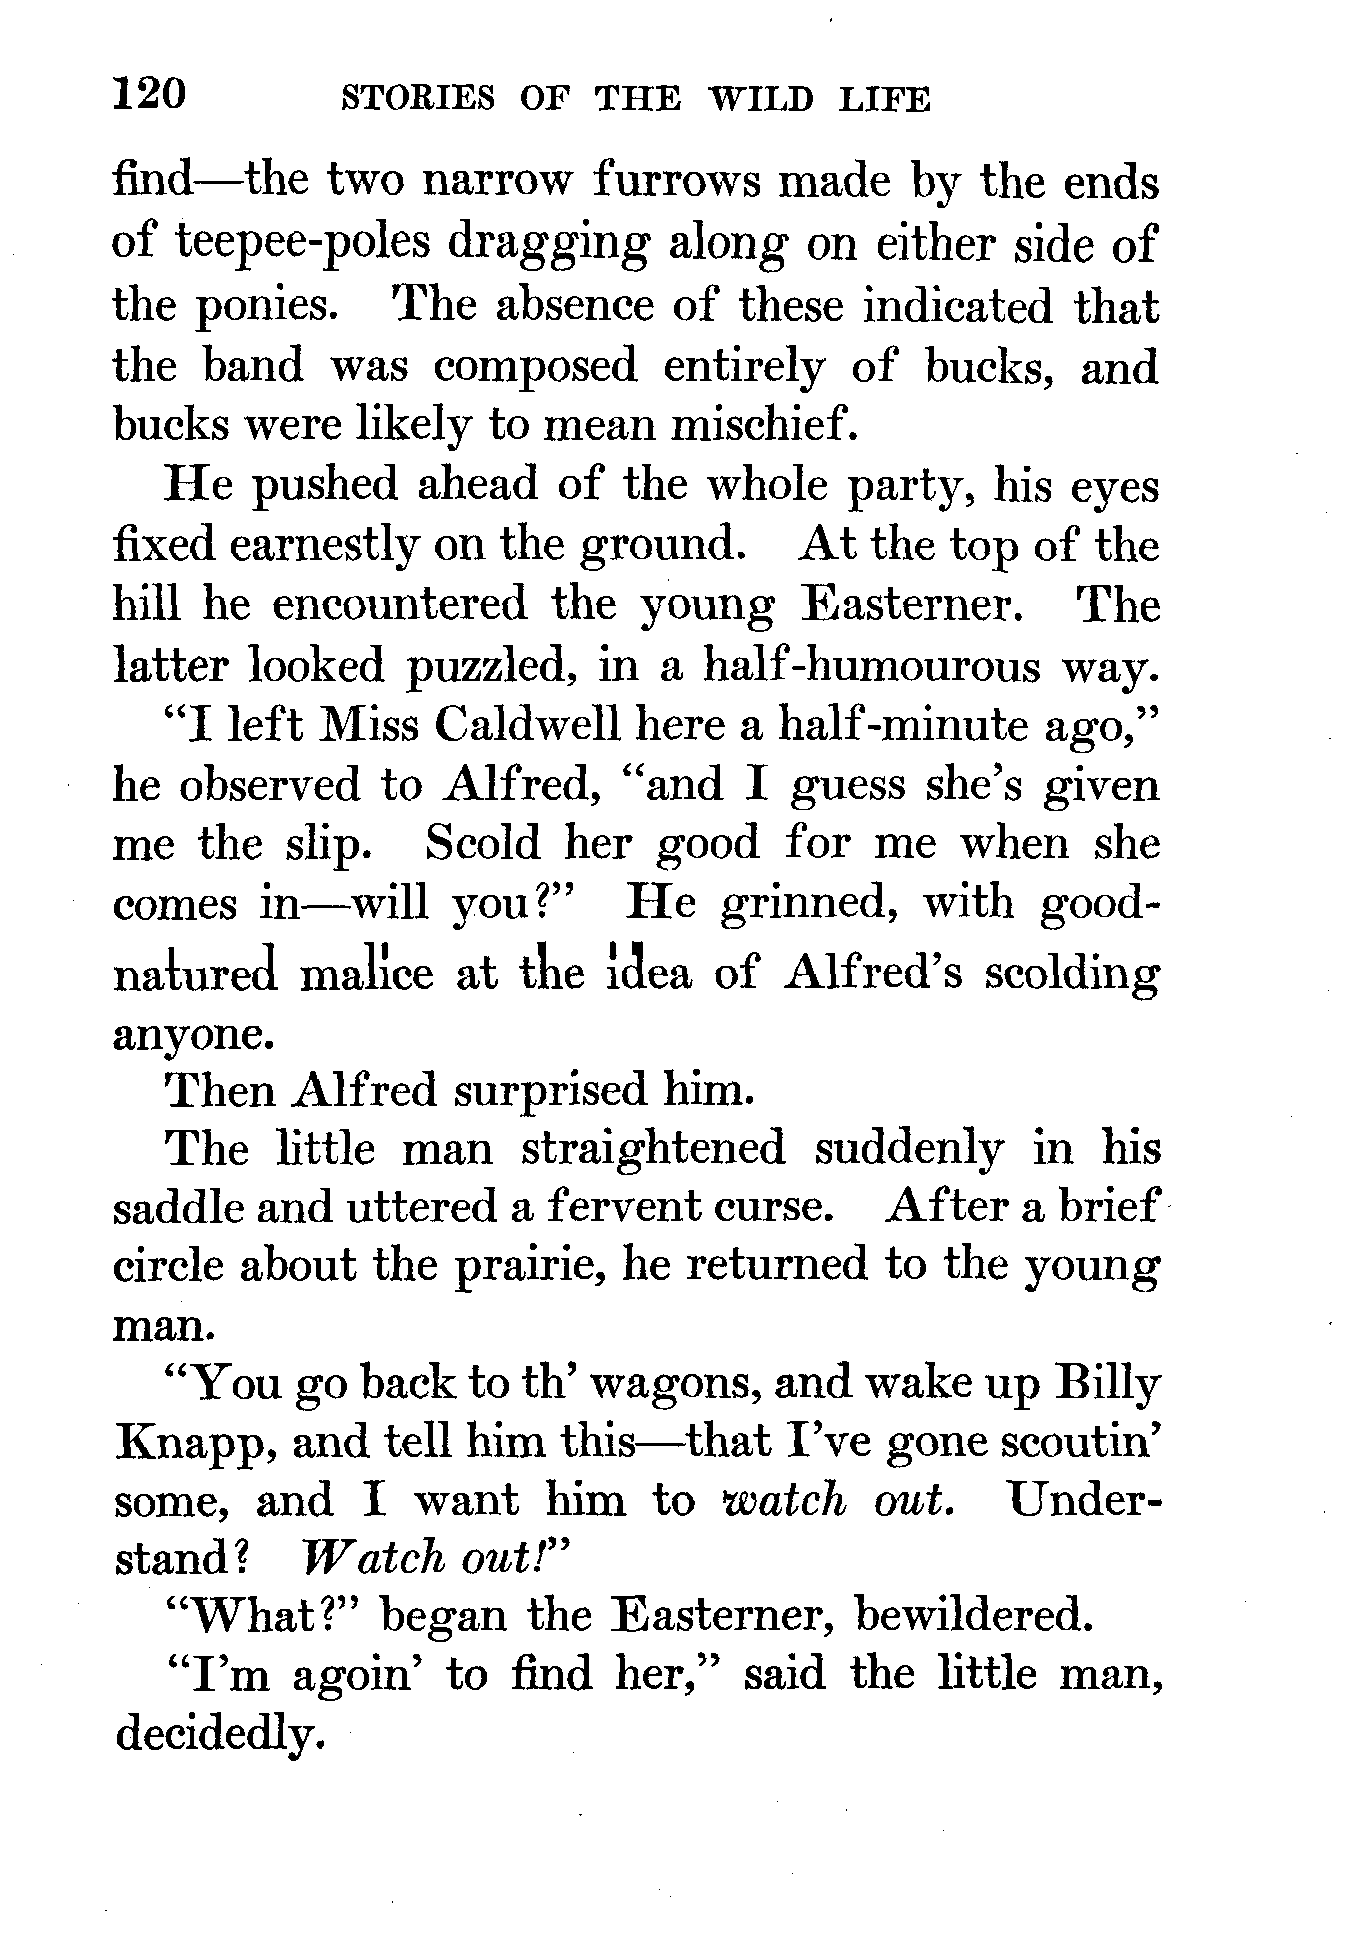 120 STORIES OF THE WILD LIFE
find—the two narrow furrows made by the ends
of teepee-poles dragging along on either side of
the ponies. The absence of these indicated that
the band was composed entirely of bucks, and
bucks were likely to mean mischief.
He pushed ahead of the whole party, his eyes
fixed earnestly on the ground. At the top of the
hill he encountered the young Easterner. The
latter looked puzzled, in a half-humourous way.
“I left Miss Caldwell here a half-minute ago,”
he observed to Alfred, “and I guess she’s given
me the slip. Scold her good for me when she
comes in—will you?” He grinned, with good-
natured malice at the idea of Alfred’s scolding
anyone.
Then Alfred surprised him.
The little man straightened suddenly in his
saddle and uttered a fervent curse. After a brief
circle about the prairie, he returned to the young
man.
“You go back to th’ wagons, and wake up Billy
Knapp, and tell him this—that I’ve gone scoutin’
some, and I want him to watch out. Under-
stand? Watch out!”
“What?” began the Easterner, bewildered.
“I’m agoin’ to find her,” said the little man,
decidedly.